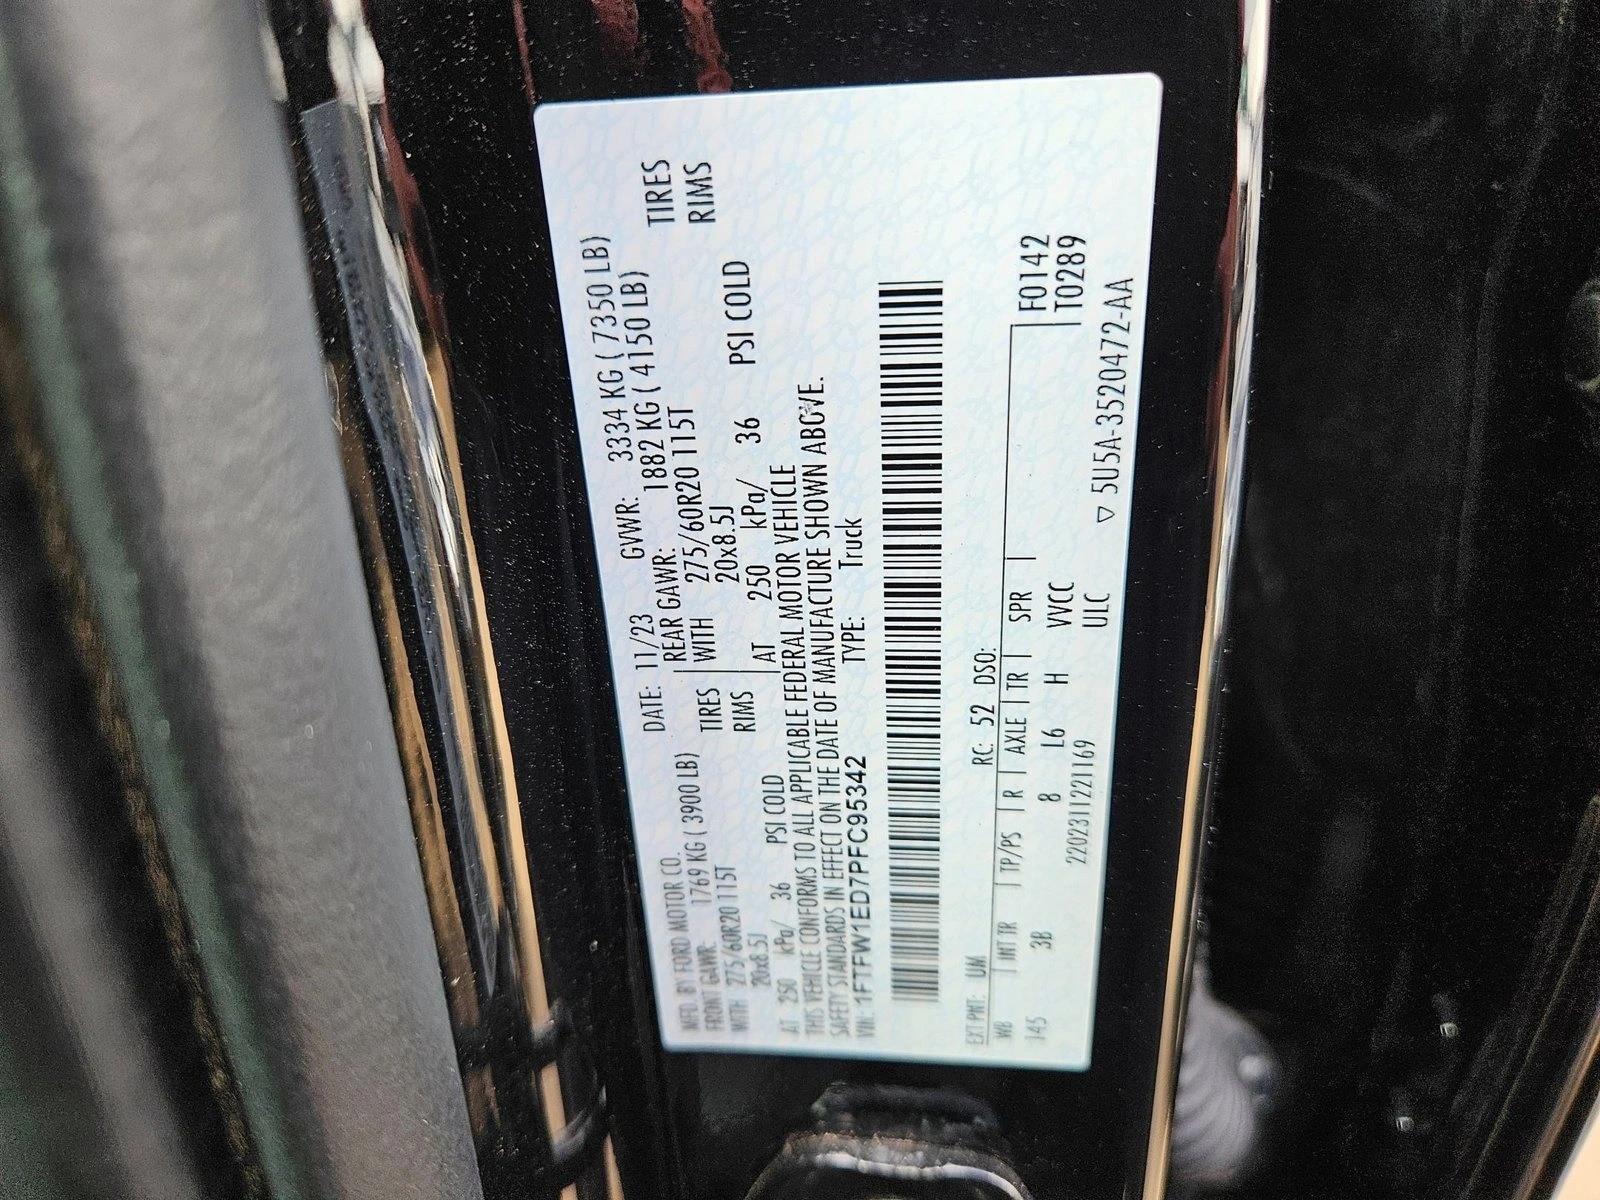 MFD. BY FORD MOTOR CO.
DATE: 11/23 GVWR: 3334 KG ( 7350 LB)
FRONT GAWR: 1769 KG ( 3900 LB) REAR GAWR: 1882 KG ( 4150 LB)
WITH 275/60R20 115T TIRES WITH 275/60R20 115T TIRES
20x8.5J RIMS 20x8.5J RIMS
AT 250 kPa/ 36 PSI COLD AT 250 kPa/ 36 PSI COLD
THIS VEHICLE CONFORMS TO ALL APPLICABLE FEDERAL MOTOR VEHICLE
SAFETY STANDARDS IN EFFECT ON THE DATE OF MANUFACTURE SHOWN ABOVE.
VIN: 1FTFW1ED7PFC95342 TYPE: Truck
EXT PNT: UM RC: 52 DSO:
WB INT TR TP/PS R AXLE TR SPR F0142
145 3B 8 L6 H VVCC T0289
2202311221169 ULC
▽ 5U5A-3520472-AA